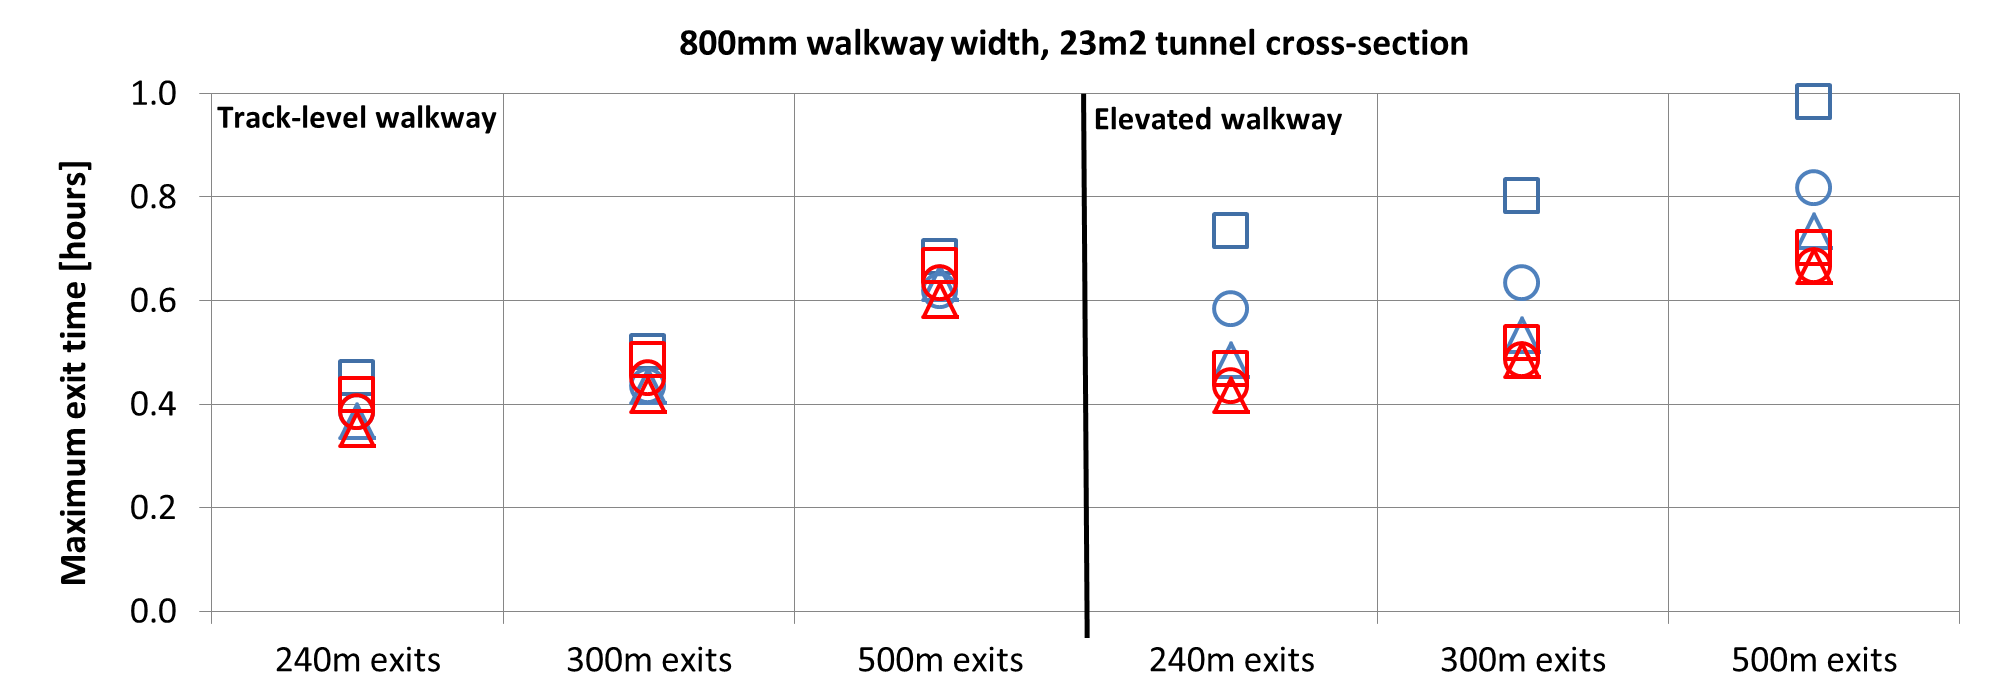 800mm walkway width, 23m2 tunnel cross-section
Maximum exit time [hours]
1.0
0.8
0.6
0.4
0.2
0.0
Track-level walkway
Elevated walkway
240m exits
300m exits
500m exits
240m exits
300m exits
500m exits